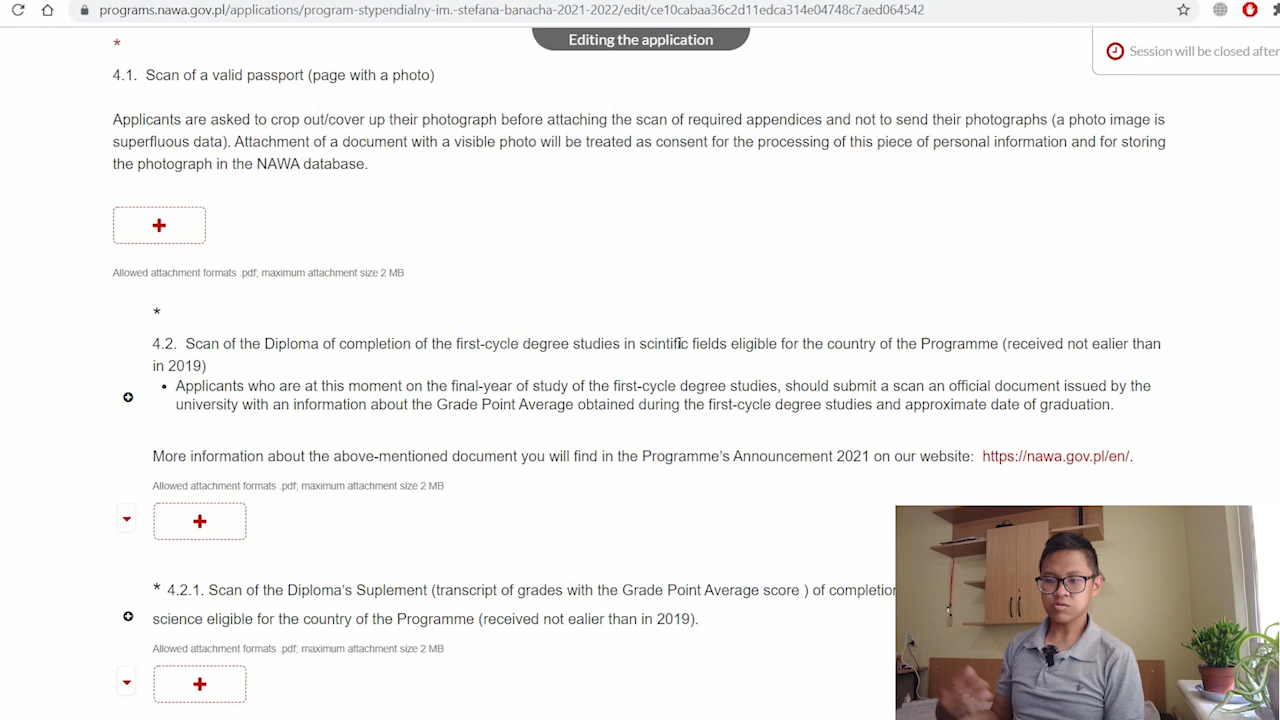 programs.nawa.gov.pl/applications/program-stypendialny-im.-stefana-banacha-2021-2022/edit/ce10cabaa36c2d11edca314e04748c7aed064542
Editing the application
Session will be closed after
*
4.1. Scan of a valid passport (page with a photo)
Applicants are asked to crop out/cover up their photograph before attaching the scan of required appendices and not to send their photographs (a photo image is
superfluous data). Attachment of a document with a visible photo will be treated as consent for the processing of this piece of personal information and for storing
the photograph in the NAWA database.
+
Allowed attachment formats .pdf; maximum attachment size 2 MB
*
4.2. Scan of the Diploma of completion of the first-cycle degree studies in scintific fields eligible for the country of the Programme (received not ealier than
in 2019)
• Applicants who are at this moment on the final-year of study of the first-cycle degree studies, should submit a scan an official document issued by the
university with an information about the Grade Point Average obtained during the first-cycle degree studies and approximate date of graduation.
More information about the above-mentioned document you will find in the Programme's Announcement 2021 on our website: https://nawa.gov.pl/en/.
Allowed attachment formats .pdf; maximum attachment size 2 MB
+
* 4.2.1. Scan of the Diploma's Suplement (transcript of grades with the Grade Point Average score ) of completion
science eligible for the country of the Programme (received not ealier than in 2019).
Allowed attachment formats .pdf; maximum attachment size 2 MB
+